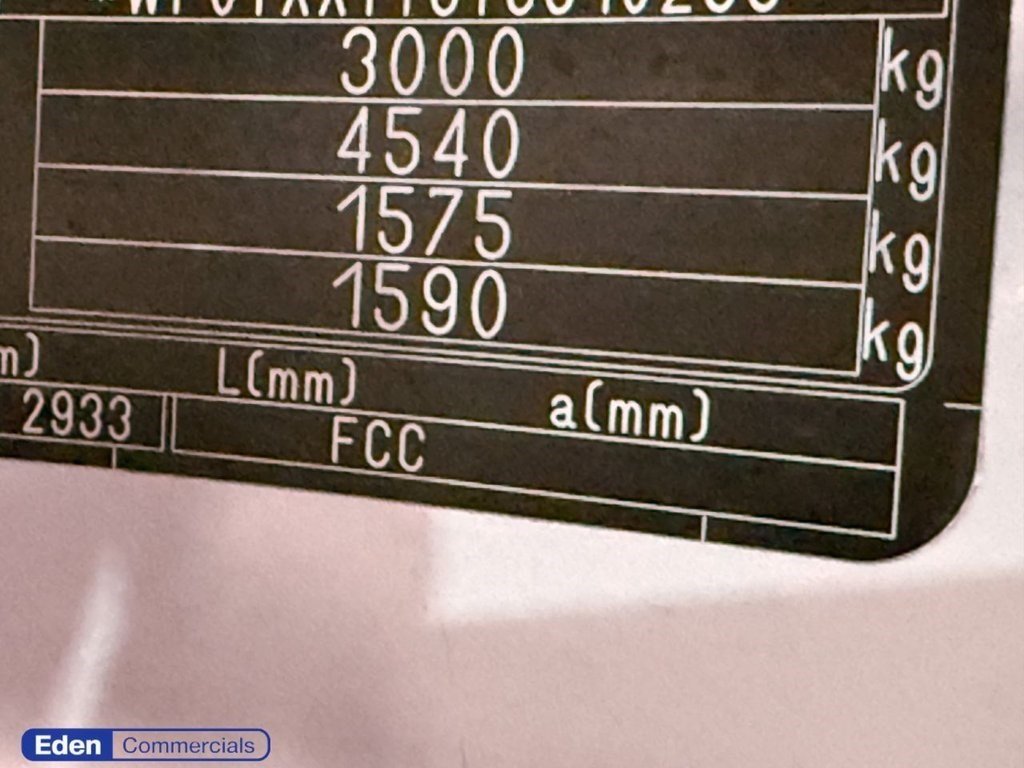 3000 kg
4540 kg
1575 kg
1590 kg
L(mm) a(mm)
2933 FCC
Eden Commercials